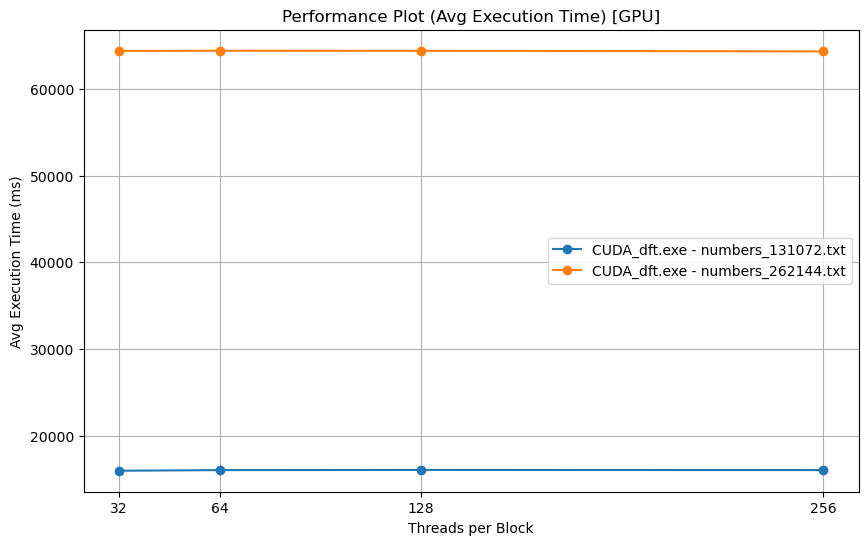 Performance Plot (Avg Execution Time) [GPU]
60000
50000
40000
30000
20000
Avg Execution Time (ms)
CUDA_dft.exe - numbers_131072.txt
CUDA_dft.exe - numbers_262144.txt
32
64
128
256
Threads per Block